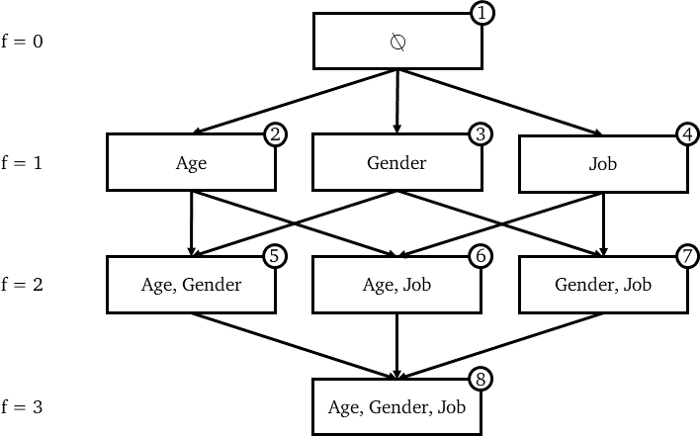 1
f = 0
∅
2
3
4
f = 1
Age
Gender
Job
5
6
7
f = 2
Age, Gender
Age, Job
Gender, Job
8
f = 3
Age, Gender, Job